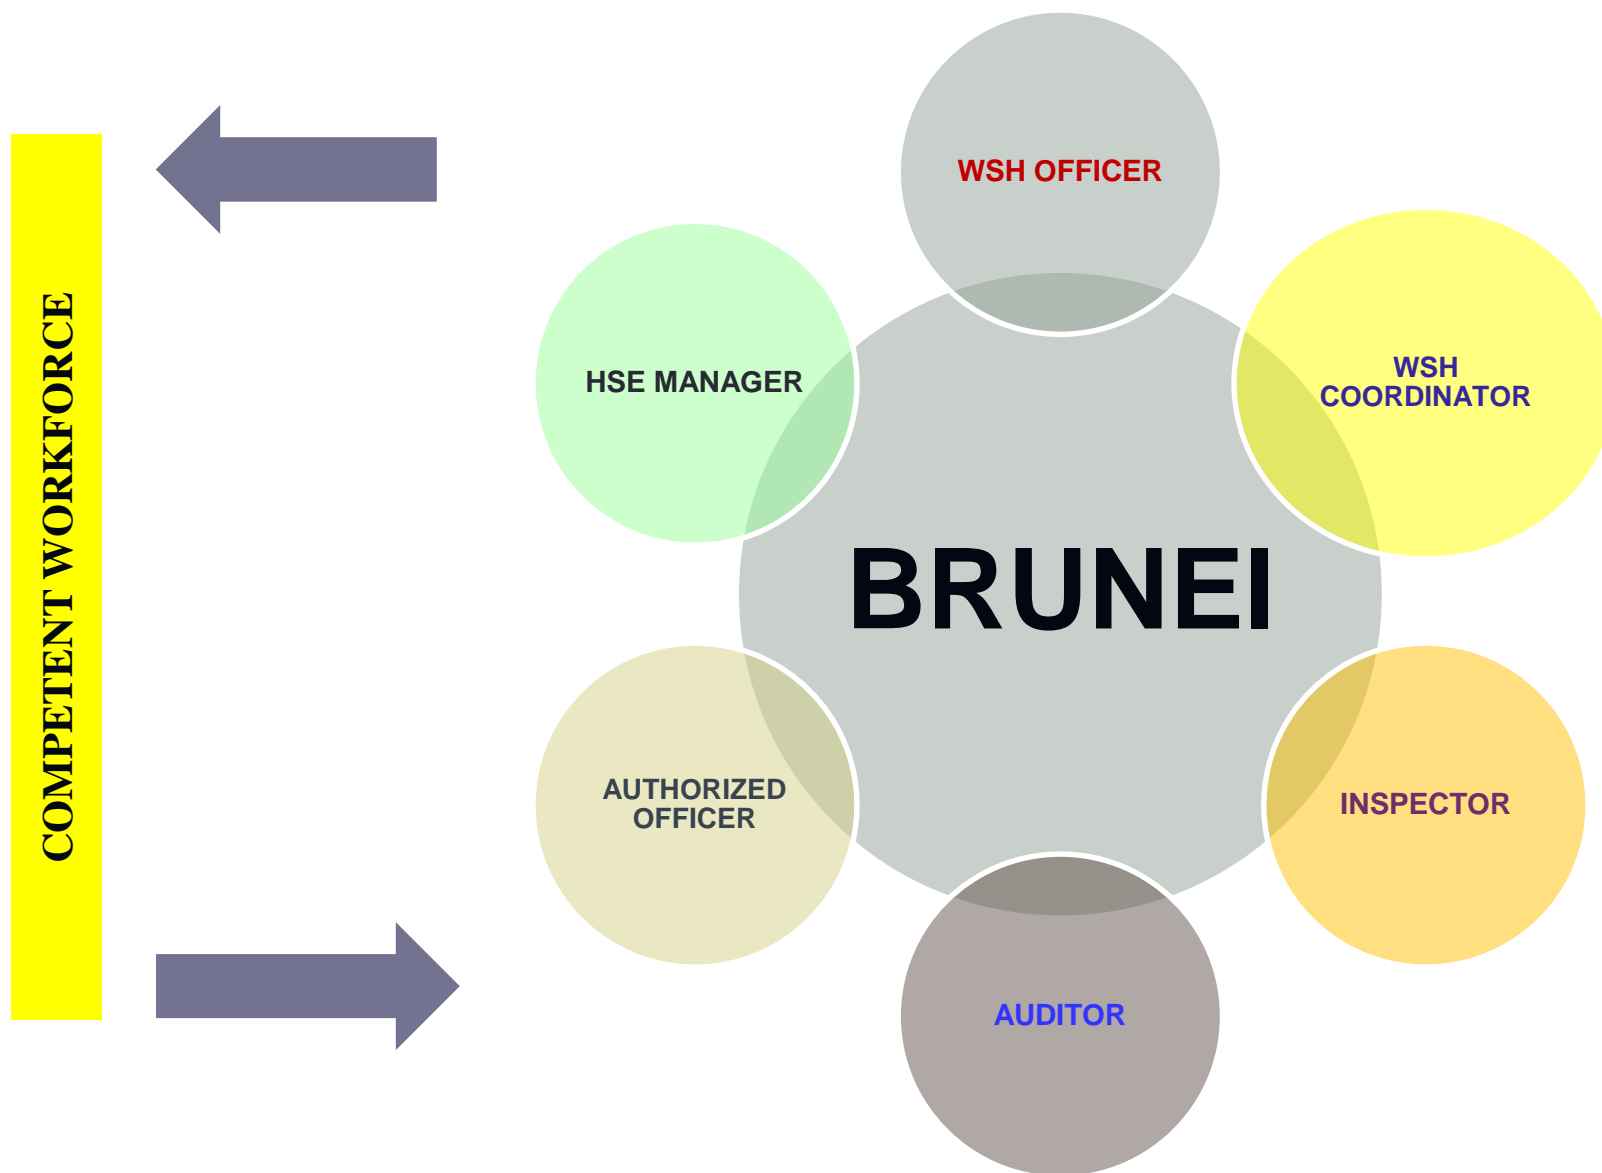 COMPETENT WORKFORCE
WSH OFFICER
HSE MANAGER
WSH
COORDINATOR
BRUNEI
AUTHORIZED
OFFICER
INSPECTOR
AUDITOR